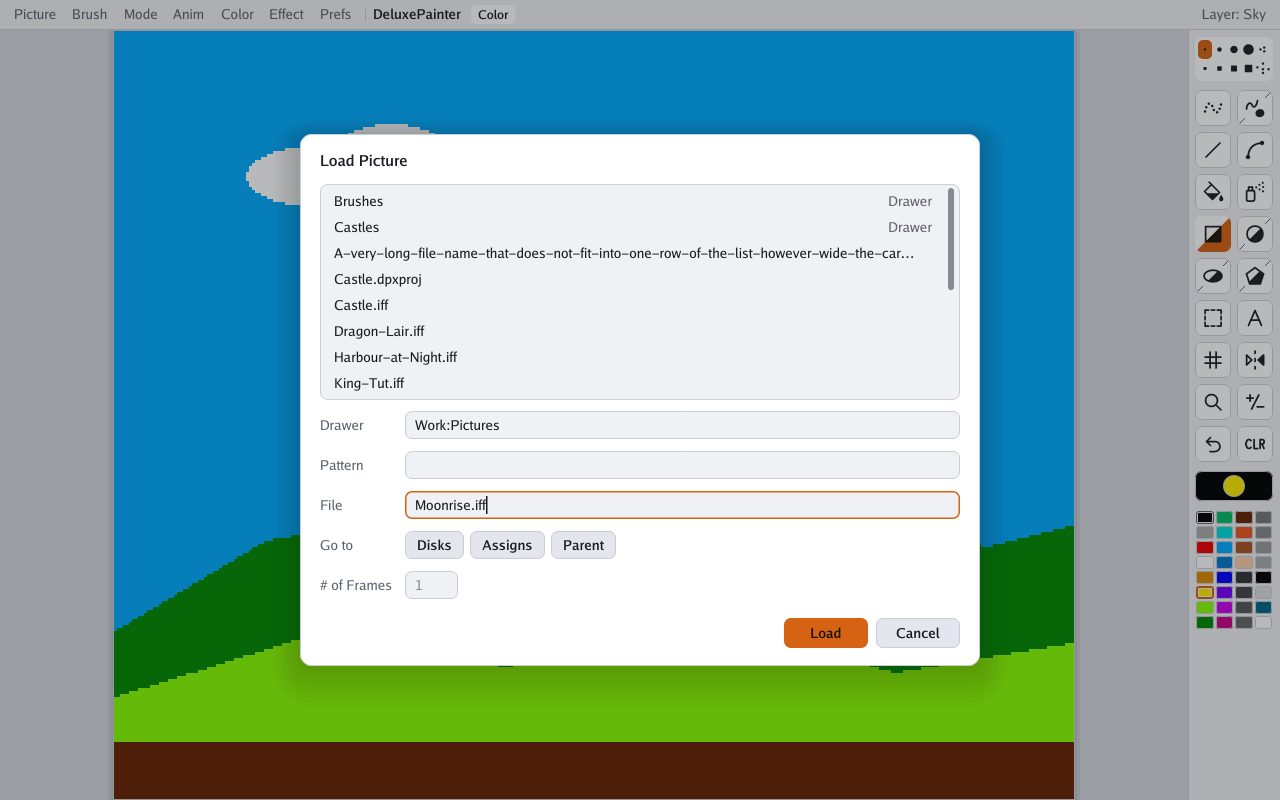 Picture Brush Mode Anim Color Effect Prefs DeluxePainter Color Layer: Sky
Load Picture
Brushes Drawer
Castles Drawer
A-very-long-file-name-that-does-not-fit-into-one-row-of-the-list-however-wide-the-car…
Castle.dpxproj
Castle.iff
Dragon-Lair.iff
Harbour-at-Night.iff
King-Tut.iff
Drawer Work:Pictures
Pattern
File Moonrise.iff
Go to Disks Assigns Parent
# of Frames 1
Load Cancel
A
+/-
CLR